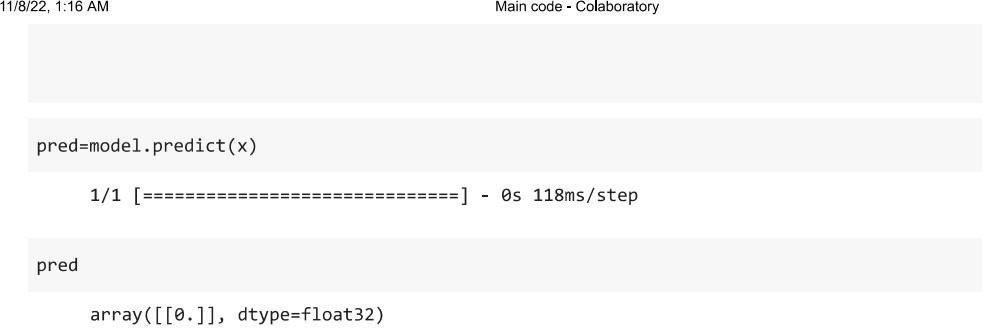 11/8/22, 1:16 AM Main code - Colaboratory
pred=model.predict(x)
1/1 [==============================] - 0s 118ms/step
pred
array([[0.]], dtype=float32)